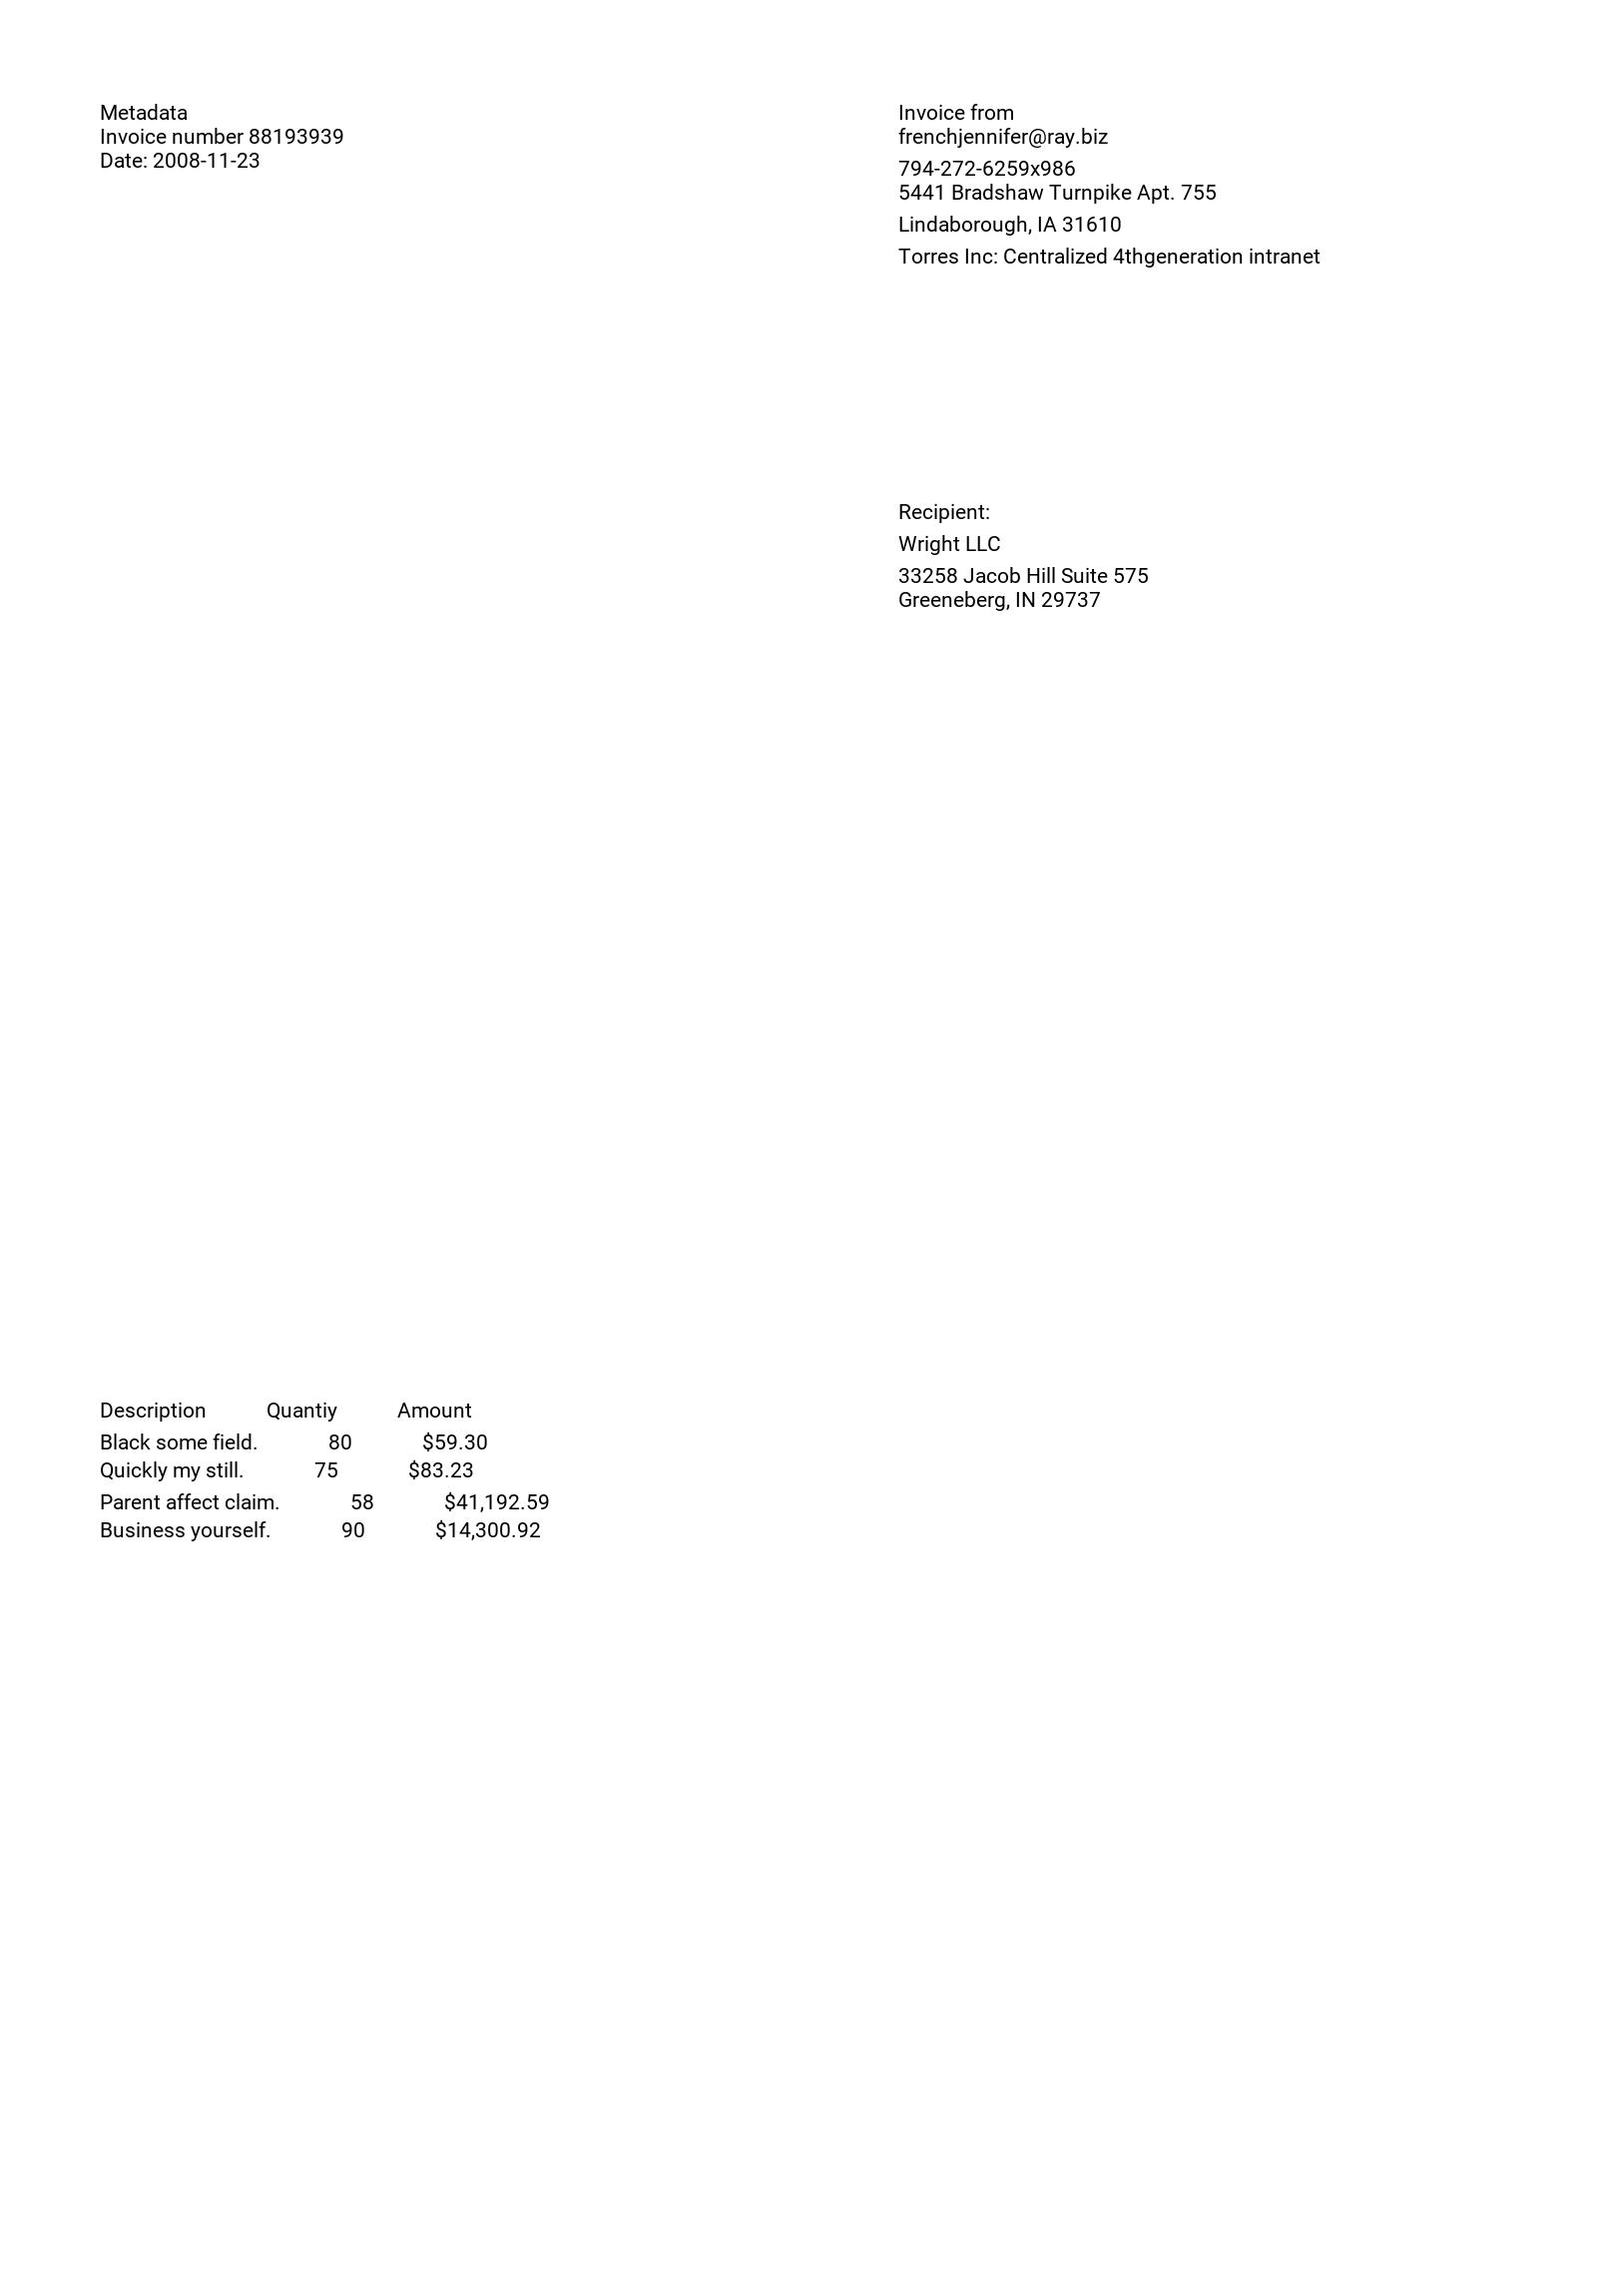 Metadata
Invoice number 88193939
Date: 2008-11-23
Invoice from
frenchjennifer@ray.biz
794-272-6259x986
5441 Bradshaw Turnpike Apt. 755
Lindaborough, IA 31610
Torres Inc: Centralized 4thgeneration intranet
Recipient:
Wright LLC
33258 Jacob Hill Suite 575
Greeneberg, IN 29737
Description Quantiy Amount
Black some field. 80 $59.30
Quickly my still. 75 $83.23
Parent affect claim. 58 $41,192.59
Business yourself. 90 $14,300.92